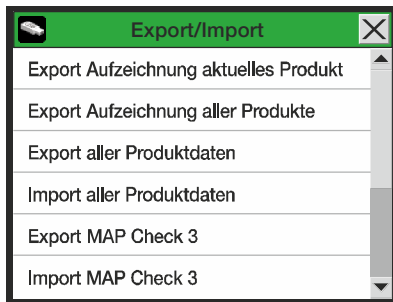 Export/Import
Export Aufzeichnung aktuelles Produkt
Export Aufzeichnung aller Produkte
Export aller Produktdaten
Import aller Produktdaten
Export MAP Check 3
Import MAP Check 3